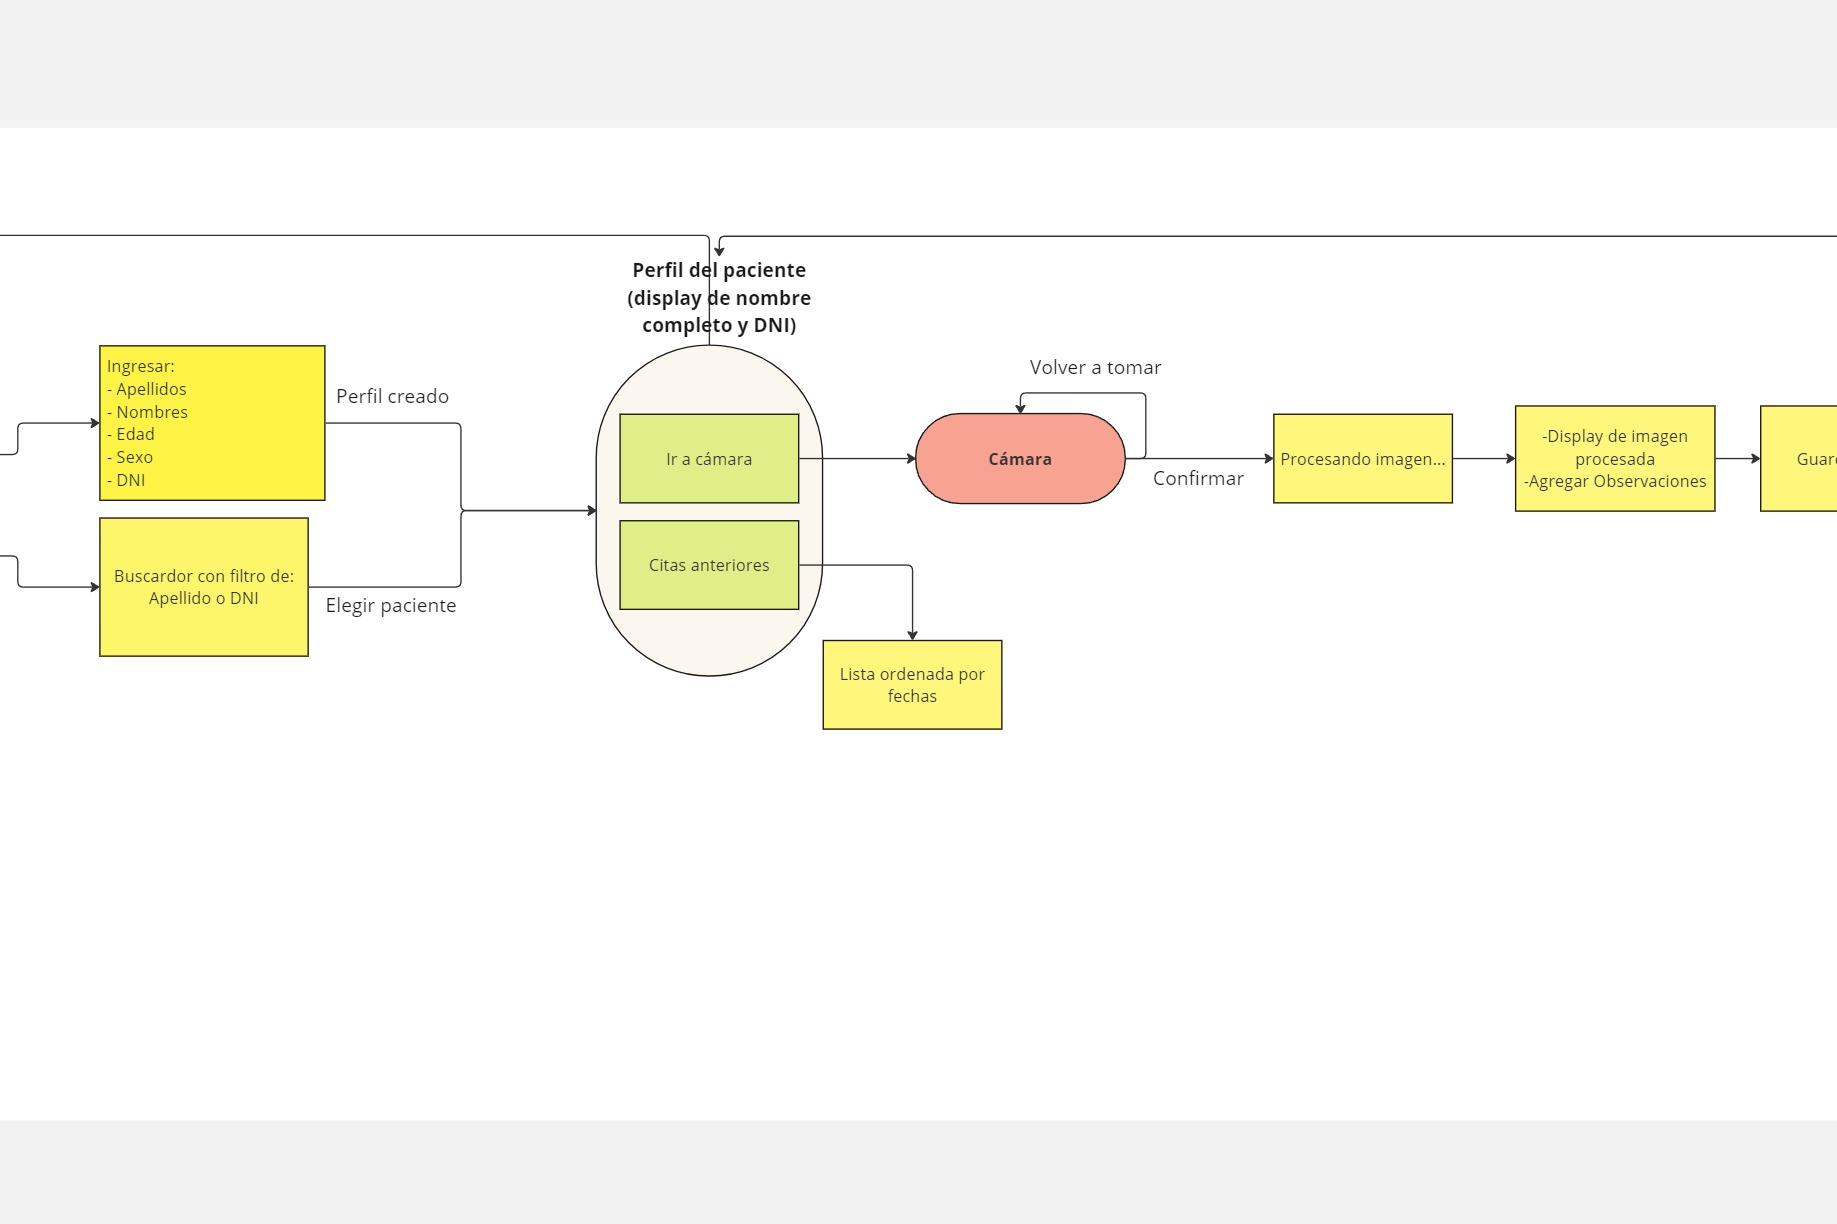 Perfil del paciente
(display de nombre
completo y DNI)
Ingresar:
- Apellidos
- Nombres
- Edad
- Sexo
- DNI
Perfil creado
Buscardor con filtro de:
Apellido o DNI
Elegir paciente
Ir a cámara
Citas anteriores
Lista ordenada por
fechas
Volver a tomar
Cámara
Confirmar
Procesando imagen...
-Display de imagen
procesada
-Agregar Observaciones